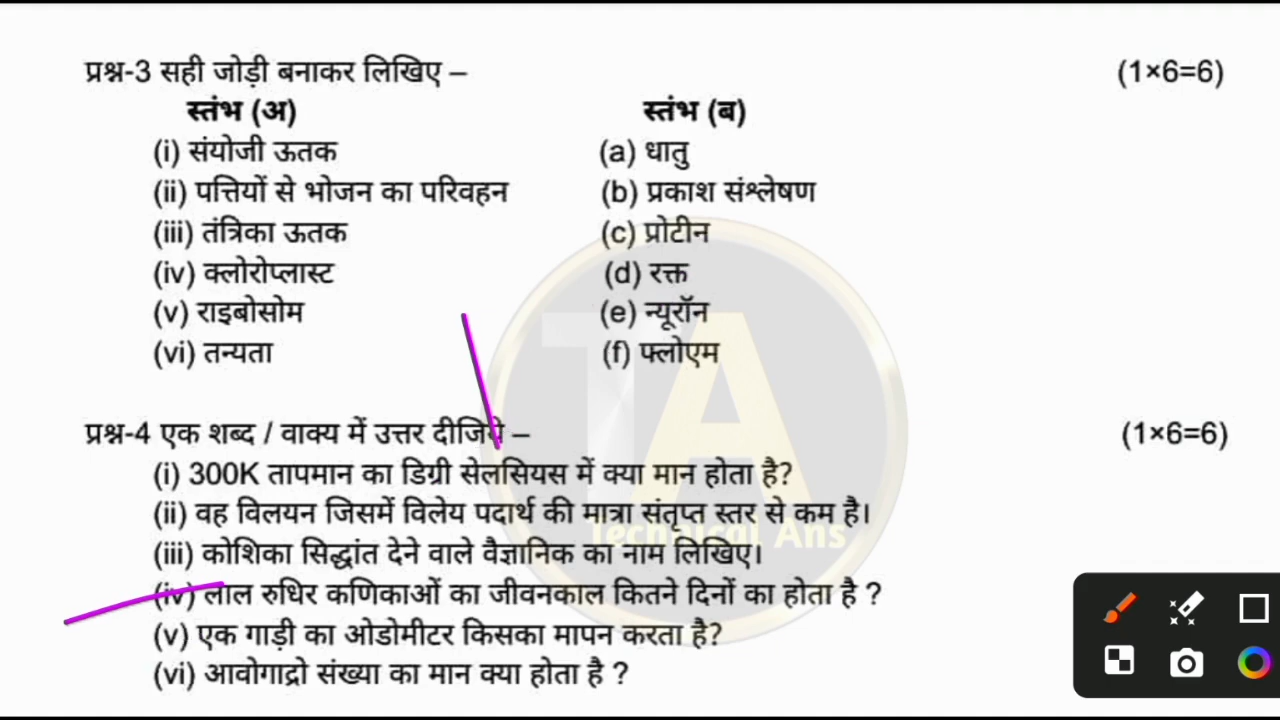 प्रश्न-3 सही जोड़ी बनाकर लिखिए – (1×6=6)
स्तंभ (अ) स्तंभ (ब)
(i) संयोजी ऊतक (a) धातु
(ii) पत्तियों से भोजन का परिवहन (b) प्रकाश संश्लेषण
(iii) तंत्रिका ऊतक (c) प्रोटीन
(iv) क्लोरोप्लास्ट (d) रक्त
(v) राइबोसोम (e) न्यूरॉन
(vi) तन्यता (f) फ्लोएम
प्रश्न-4 एक शब्द / वाक्य में उत्तर दीजिये – (1×6=6)
(i) 300K तापमान का डिग्री सेलसियस में क्या मान होता है?
(ii) वह विलयन जिसमें विलेय पदार्थ की मात्रा संतृप्त स्तर से कम है।
Technical Ans
(iii) कोशिका सिद्धांत देने वाले वैज्ञानिक का नाम लिखिए।
(iv) लाल रुधिर कणिकाओं का जीवनकाल कितने दिनों का होता है ?
(v) एक गाड़ी का ओडोमीटर किसका मापन करता है?
(vi) आवोगाद्रो संख्या का मान क्या होता है ?